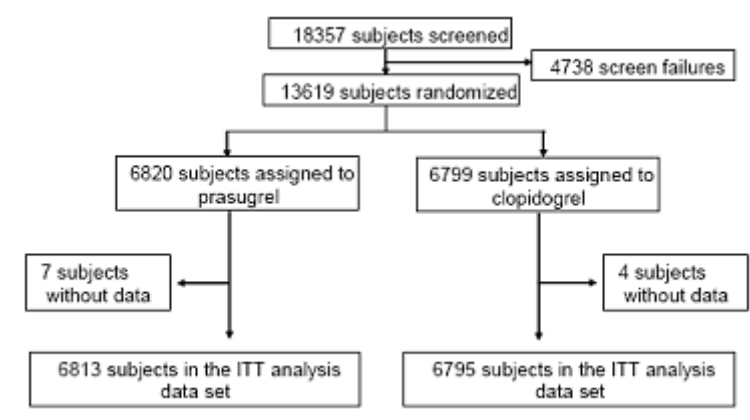 18357 subjects screened
4738 screen failures
13619 subjects randomized
6820 subjects assigned to
prasugrel
6799 subjects assigned to
clopidogrel
7 subjects
without data
4 subjects
without data
6813 subjects in the ITT analysis
data set
6795 subjects in the ITT analysis
data set